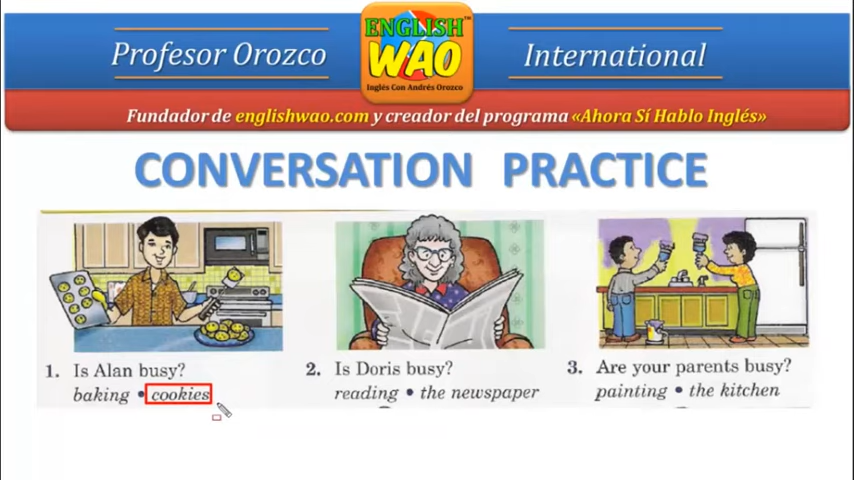 Profesor Orozco
ENGLISH™
WAO
Inglés Con Andrés Orozco
International
Fundador de englishwao.com y creador del programa «Ahora Sí Hablo Inglés»
CONVERSATION PRACTICE
1. Is Alan busy?
baking • cookies
2. Is Doris busy?
reading • the newspaper
3. Are your parents busy?
painting • the kitchen